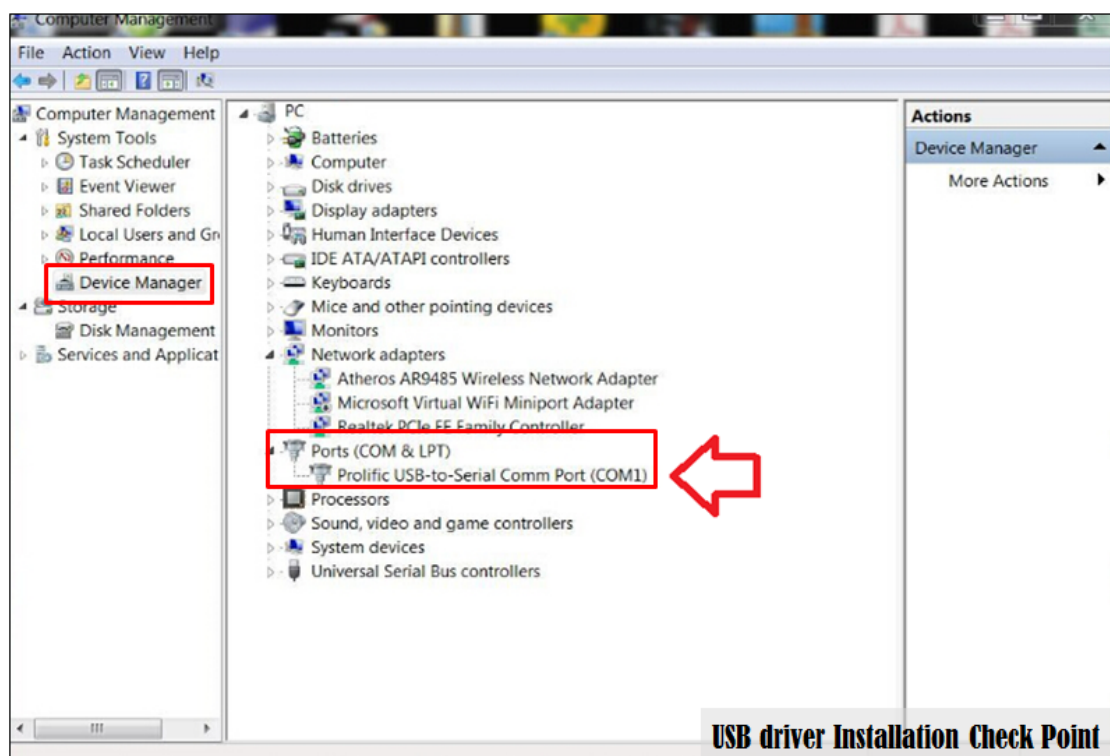 Computer Management
File Action View Help
Computer Management
System Tools
Task Scheduler
Event Viewer
Shared Folders
Local Users and Gr
Performance
Device Manager
Storage
Disk Management
Services and Applicat
PC
Batteries
Computer
Disk drives
Display adapters
Human Interface Devices
IDE ATA/ATAPI controllers
Keyboards
Mice and other pointing devices
Monitors
Network adapters
Atheros AR9485 Wireless Network Adapter
Microsoft Virtual WiFi Miniport Adapter
Realtek PCIe FE Family Controller
Ports (COM & LPT)
Prolific USB-to-Serial Comm Port (COM1)
Processors
Sound, video and game controllers
System devices
Universal Serial Bus controllers
Actions
Device Manager
More Actions
USB driver Installation Check Point